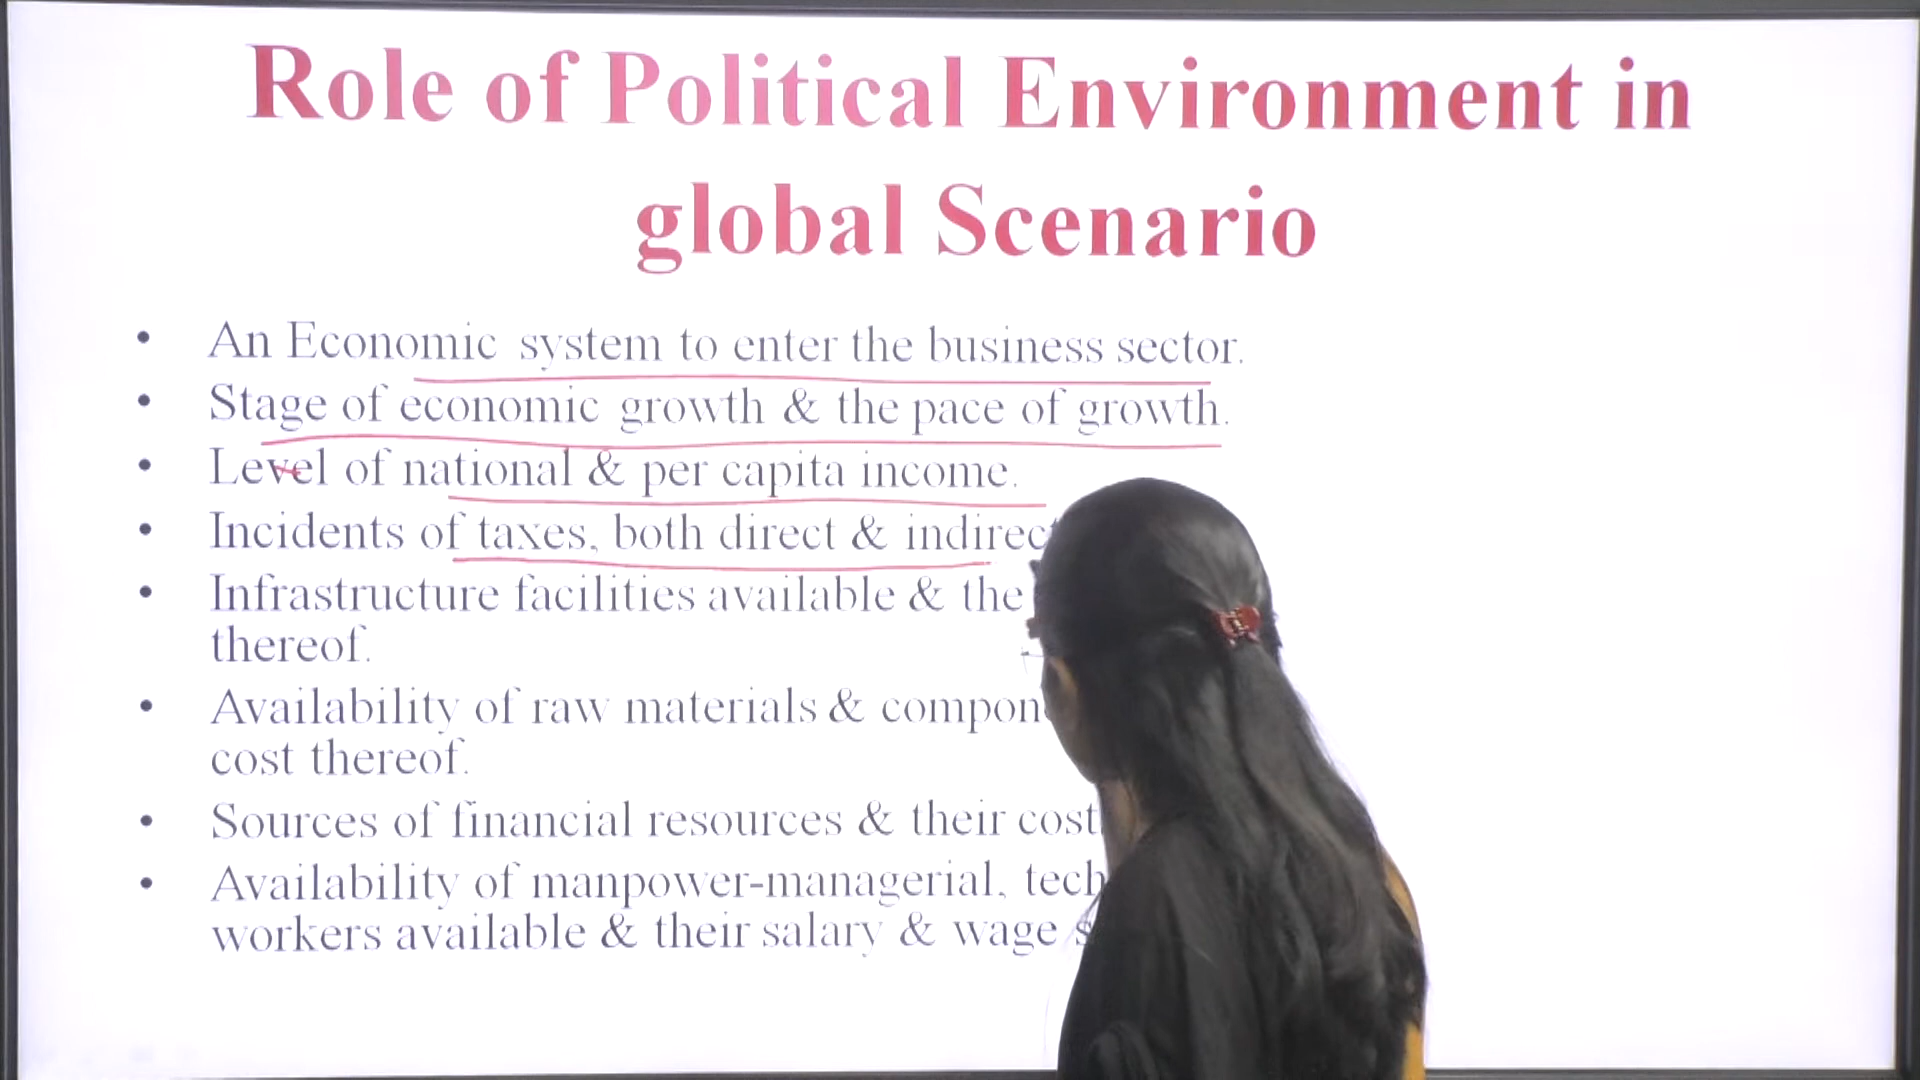 Role of Political Environment in
global Scenario
• An Economic system to enter the business sector.
• Stage of economic growth & the pace of growth.
• Level of national & per capita income.
• Incidents of taxes, both direct & indirect
• Infrastructure facilities available & the
thereof.
• Availability of raw materials &
cost thereof.
• Sources of financial resources & their cost
• Availability of manpower-managerial,
workers available & their salary & wage